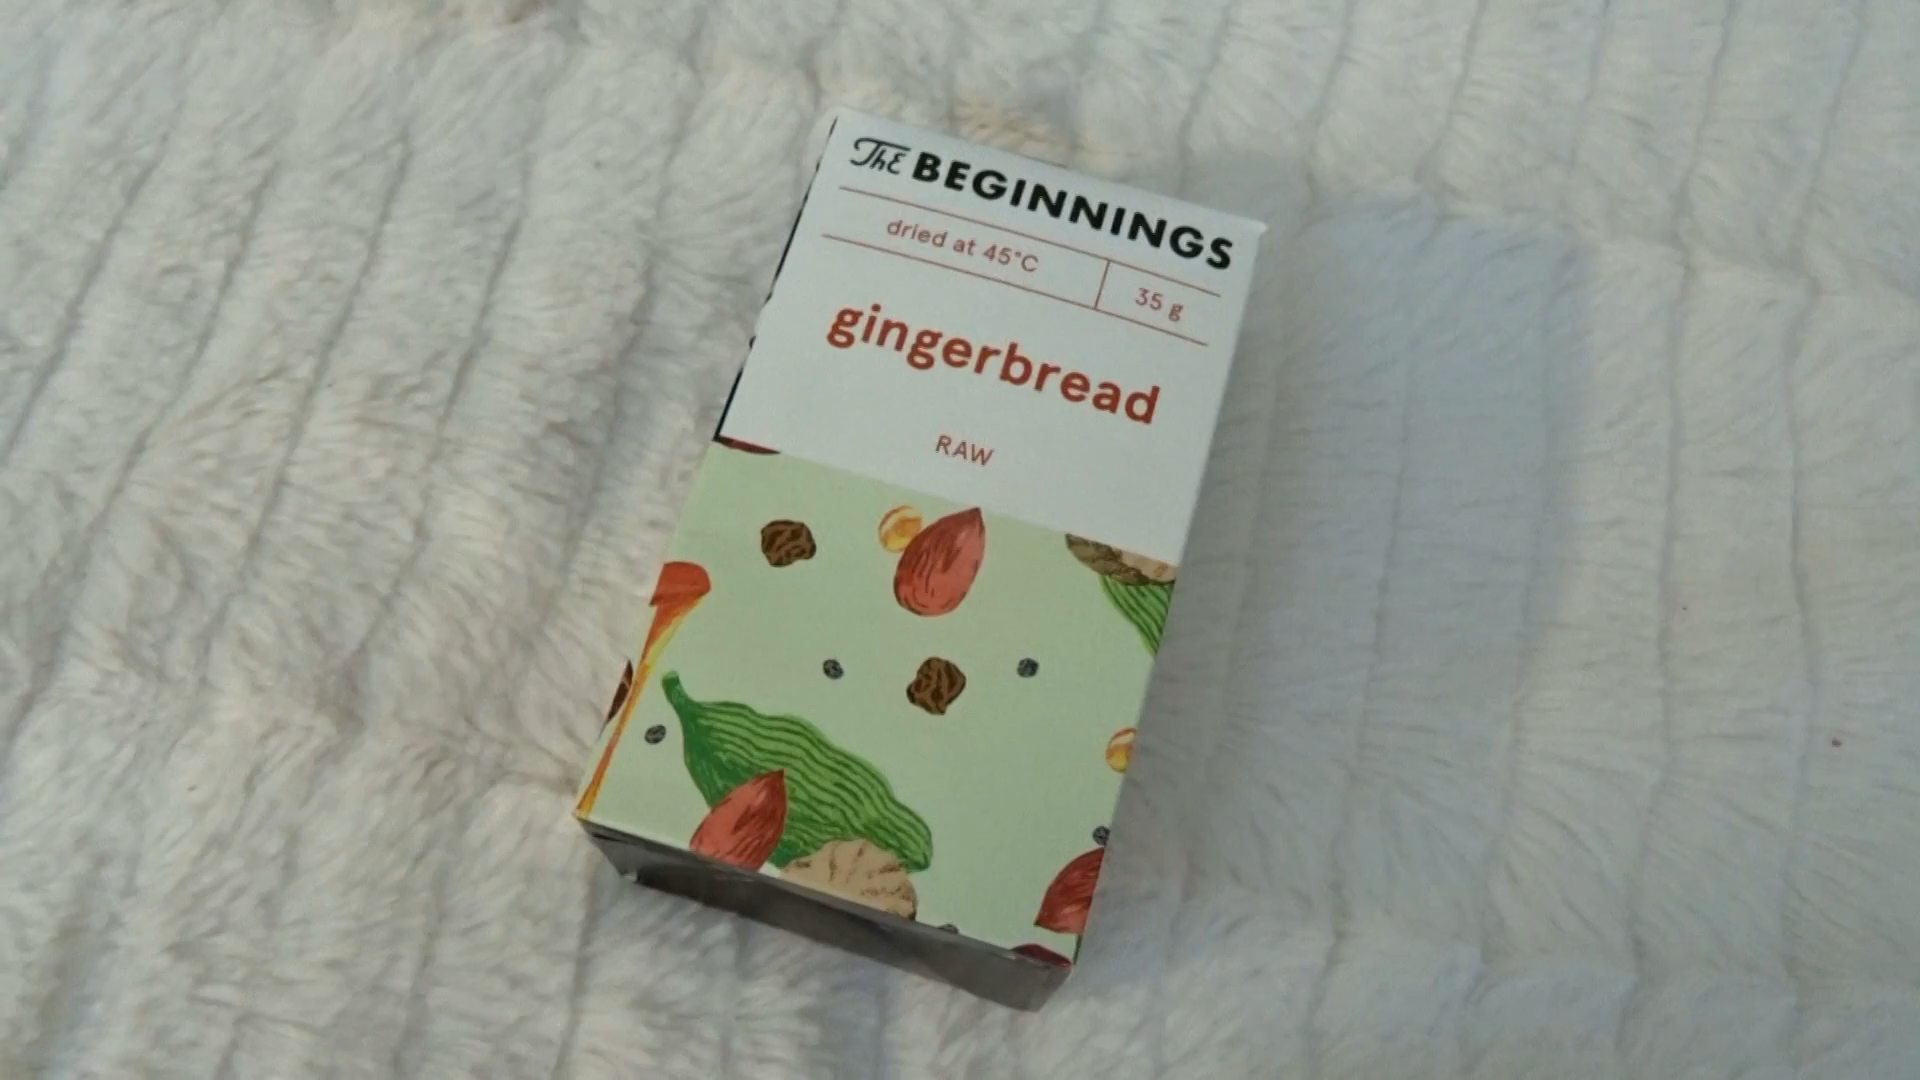 The BEGINNINGS
dried at 45°C
35 g
gingerbread
RAW